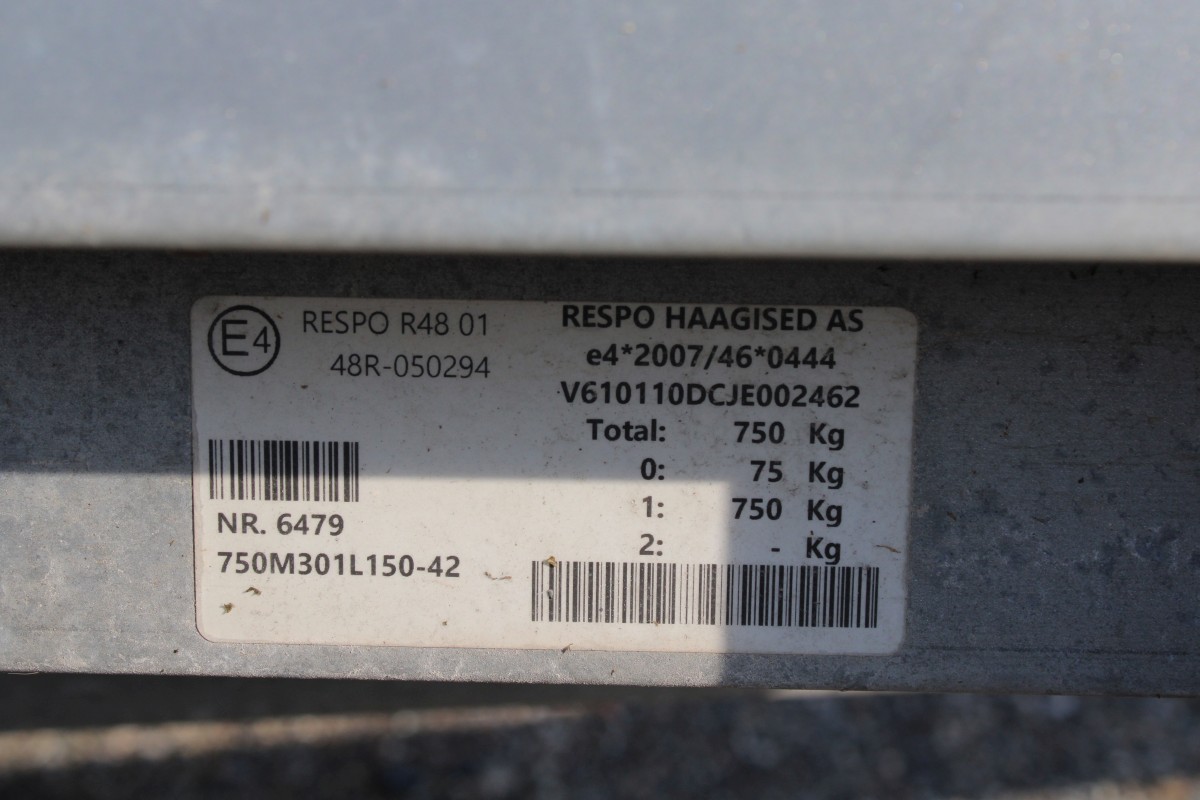 E4
RESPO R48 01
48R-050294
NR. 6479
750M301L150-42
RESPO HAAGISED AS
e4*2007/46*0444
V610110DCJE002462
Total: 750 Kg
0: 75 Kg
1: 750 Kg
2: - Kg